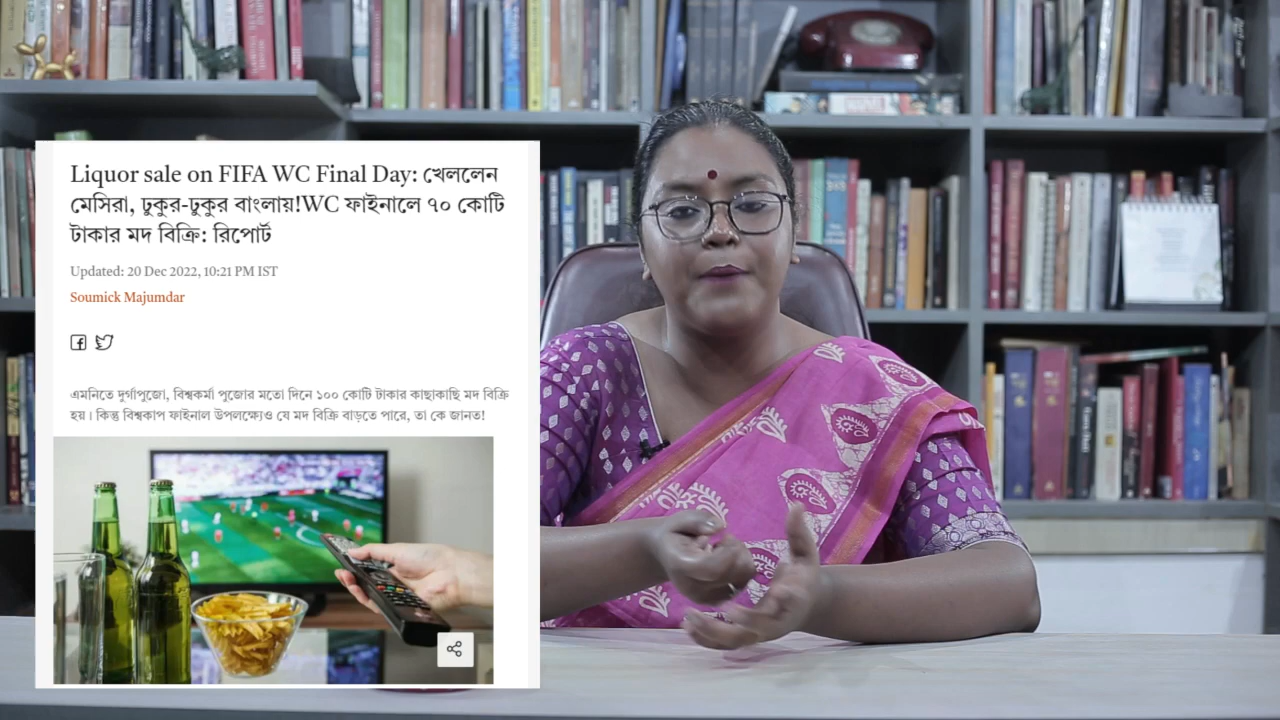 Liquor sale on FIFA WC Final Day: খেললেন
মেসিরা, ঢুকুর-ঢুকুর বাংলায়!WC ফাইনালে ৭০ কোটি
টাকার মদ বিক্রি: রিপোর্ট
Updated: 20 Dec 2022, 10:21 PM IST
Soumick Majumdar
এমনিতে দুর্গাপুজো, বিশ্বকর্মা পুজোর মতো দিনে ১০০ কোটি টাকার কাছাকাছি মদ বিক্রি
হয়। কিন্তু বিশ্বকাপ ফাইনাল উপলক্ষ্যেও যে মদ বিক্রি বাড়তে পারে, তা কে জানত!